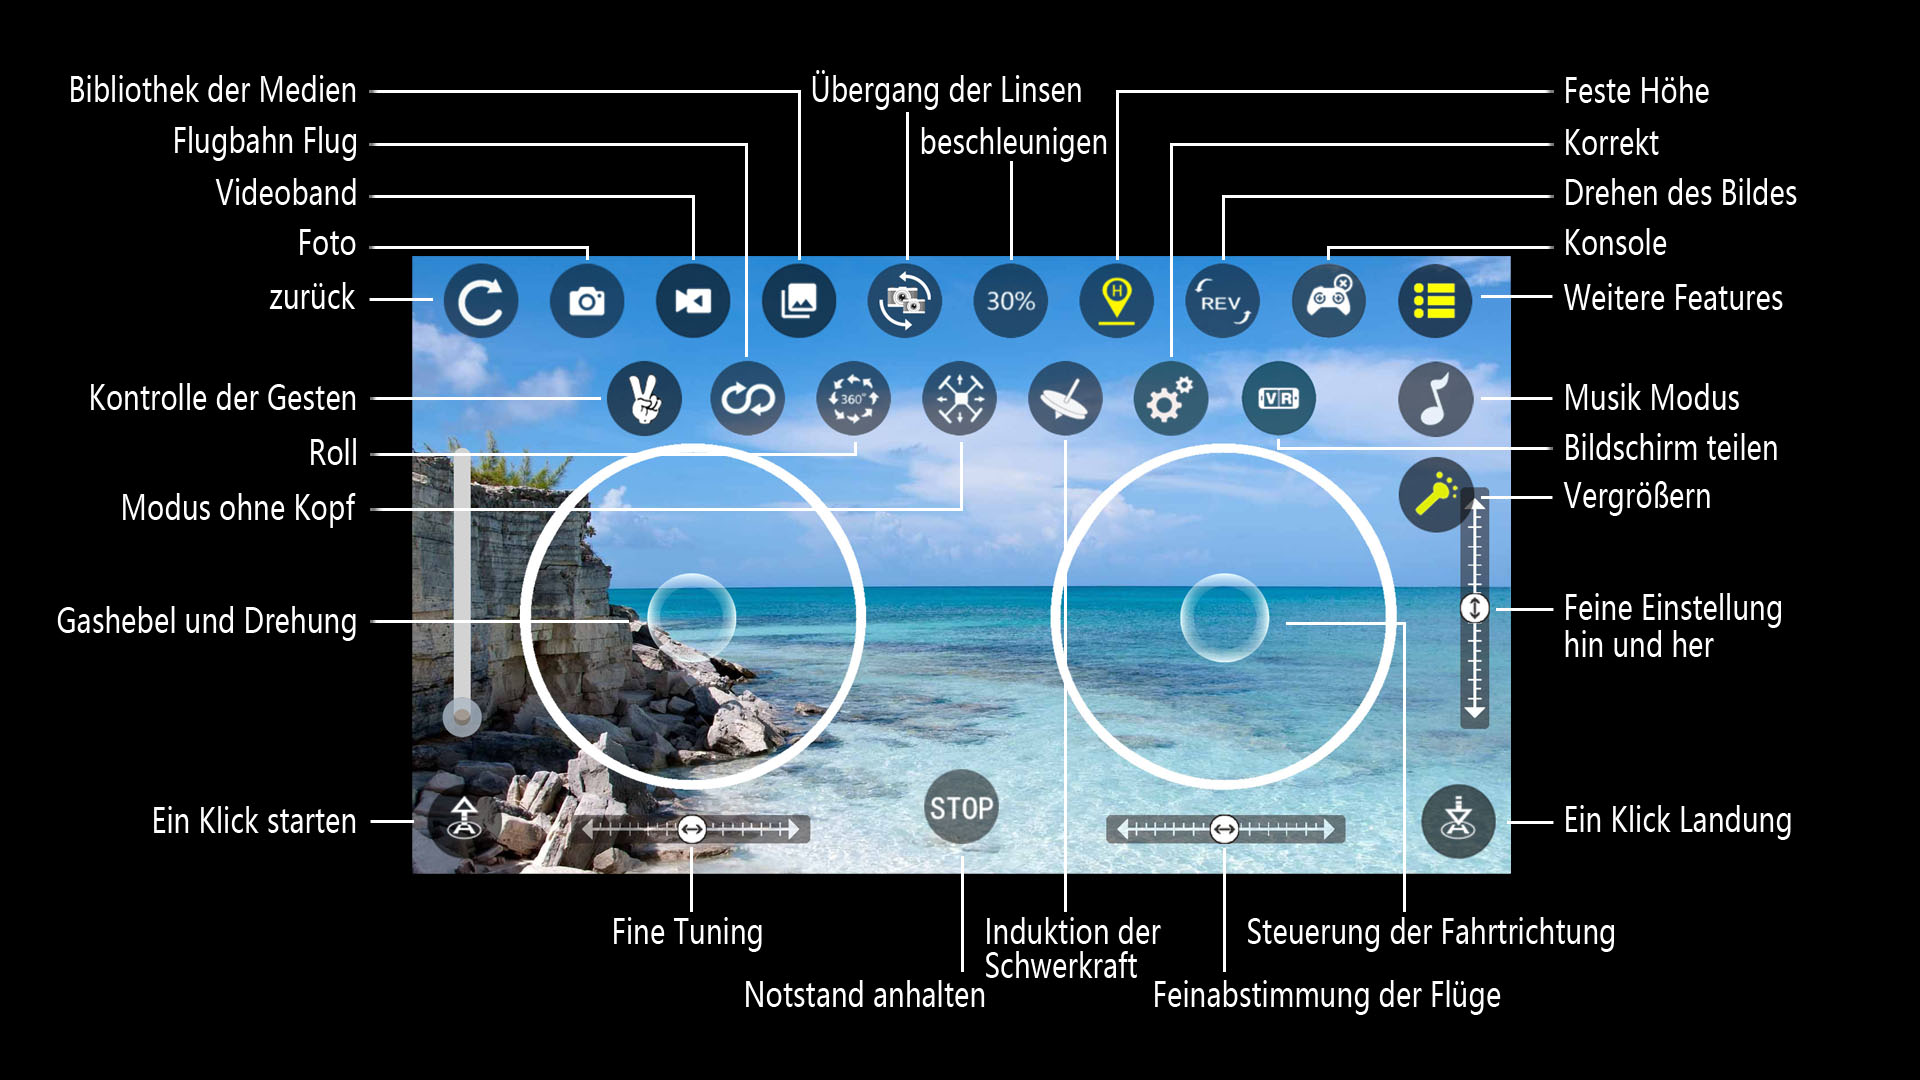 Bibliothek der Medien
Übergang der Linsen
Feste Höhe
Flugbahn Flug
beschleunigen
Korrekt
Videoband
Drehen des Bildes
Foto
Konsole
zurück
30%
H
REV
Weitere Features
Kontrolle der Gesten
360°
VR
Musik Modus
Roll
Bildschirm teilen
Modus ohne Kopf
Vergrößern
Gashebel und Drehung
Feine Einstellung
hin und her
Ein Klick starten
STOP
Ein Klick Landung
Fine Tuning
Induktion der
Schwerkraft
Steuerung der Fahrtrichtung
Notstand anhalten
Feinabstimmung der Flüge